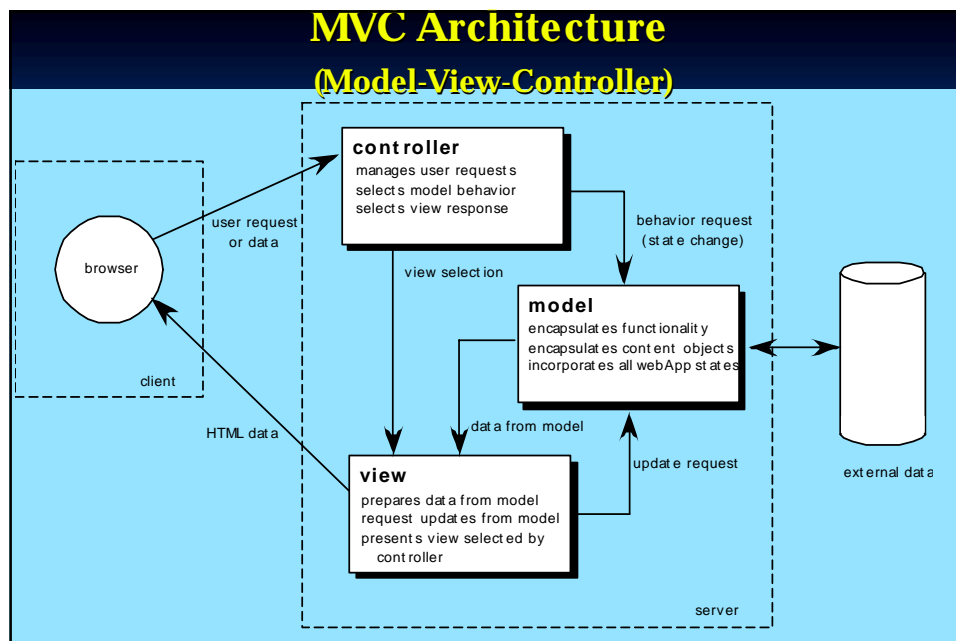 MVC Architecture
(Model-View-Controller)
controller
manages user requests
selects model behavior
selects view response
user request
or data
behavior request
(state change)
browser
view selection
model
encapsulates functionality
encapsulates content objects
incorporates all webApp states
client
HTML data
data from model
update request
external data
view
prepares data from model
request updates from model
presents view selected by
controller
server